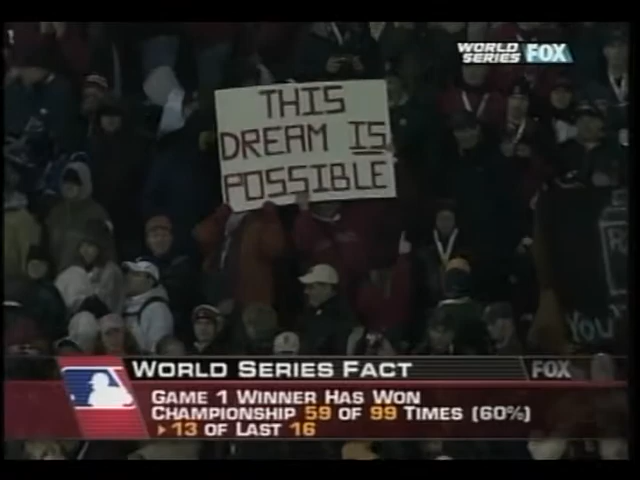 WORLD SERIES FOX
THIS
DREAM IS
POSSIBLE
YOU
WORLD SERIES FACT FOX
GAME 1 WINNER HAS WON
CHAMPIONSHIP 59 OF 99 TIMES (60%)
▸ 13 OF LAST 16